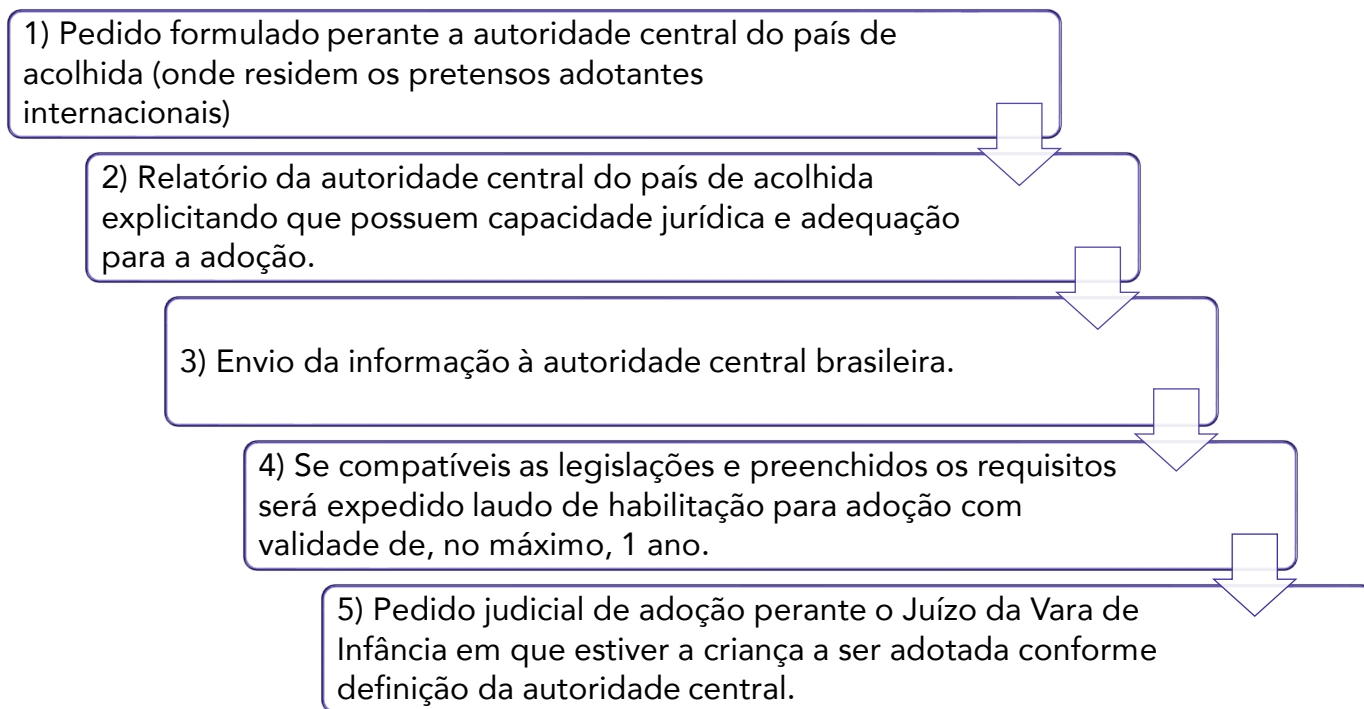 1) Pedido formulado perante a autoridade central do país de
acolhida (onde residem os pretensos adotantes
internacionais)
2) Relatório da autoridade central do país de acolhida
explicitando que possuem capacidade jurídica e adequação
para a adoção.
3) Envio da informação à autoridade central brasileira.
4) Se compatíveis as legislações e preenchidos os requisitos
será expedido laudo de habilitação para adoção com
validade de, no máximo, 1 ano.
5) Pedido judicial de adoção perante o Juízo da Vara de
Infância em que estiver a criança a ser adotada conforme
definição da autoridade central.